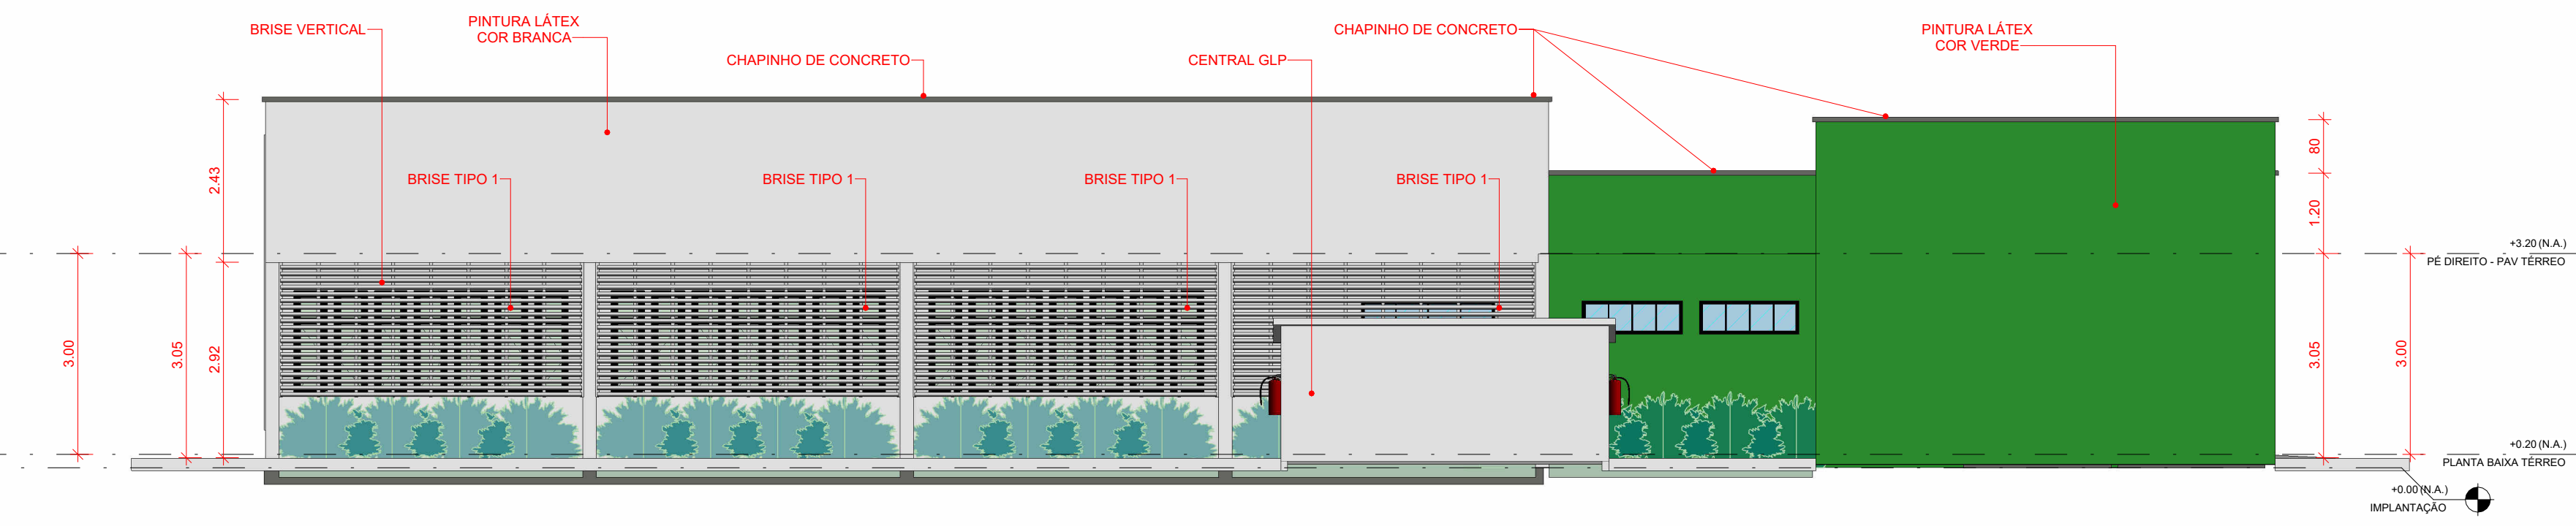 PINTURA LÁTEX
COR BRANCA
BRISE VERTICAL
CHAPINHO DE CONCRETO
CENTRAL GLP
CHAPINHO DE CONCRETO
PINTURA LÁTEX
COR VERDE
BRISE TIPO 1
BRISE TIPO 1
BRISE TIPO 1
BRISE TIPO 1
2.43
3.00
3.05
2.92
80
1.20
3.05
3.00
+3.20 (N.A.)
PÉ DIREITO - PAV TÉRREO
+0.20 (N.A.)
PLANTA BAIXA TÉRREO
+0.00 (N.A.)
IMPLANTAÇÃO